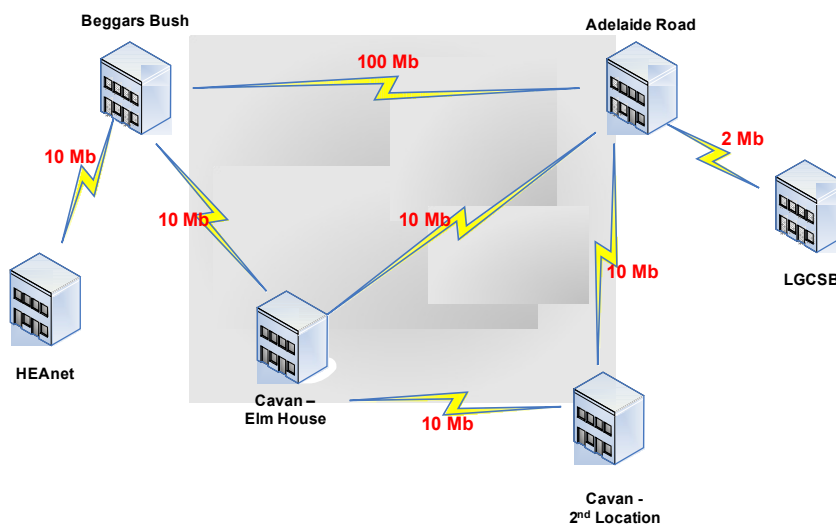 Beggars Bush
Adelaide Road
100 Mb
10 Mb
2 Mb
10 Mb
10 Mb
10 Mb
LGCSB
HEAnet
Cavan –
Elm House
10 Mb
Cavan -
2nd Location